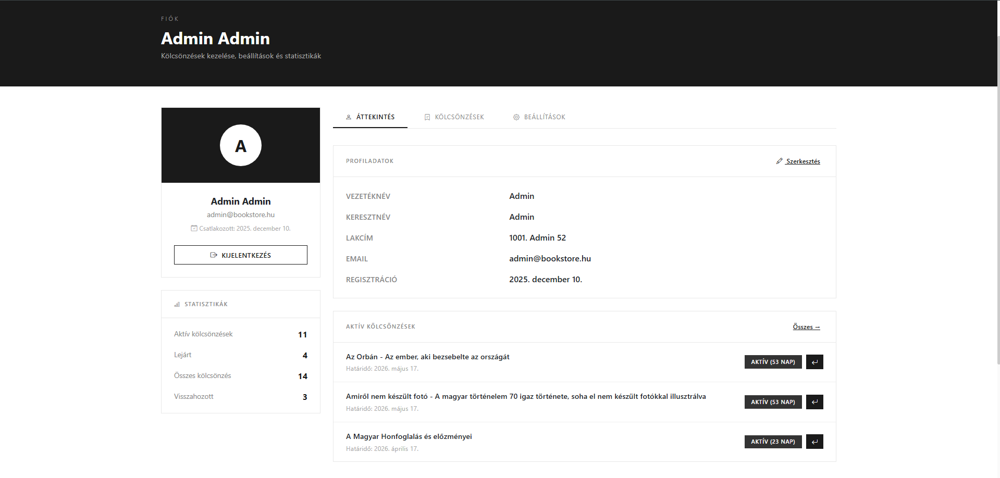 FIÓK
Admin Admin
Kölcsönzések kezelése, beállítások és statisztikák
A
Admin Admin
admin@bookstore.hu
Csatlakozott: 2025. december 10.
KIJELENTKEZÉS
STATISZTIKÁK
Aktív kölcsönzések 11
Lejárt 4
Összes kölcsönzés 14
Visszahozott 3
ÁTTEKINTÉS KÖLCSÖNZÉSEK BEÁLLÍTÁSOK
PROFILADATOK Szerkesztés
VEZETÉKNÉV Admin
KERESZTNÉV Admin
LAKCÍM 1001. Admin 52
EMAIL admin@bookstore.hu
REGISZTRÁCIÓ 2025. december 10.
AKTÍV KÖLCSÖNZÉSEK Összes →
Az Orbán - Az ember, aki bezsebelte az országát
Határidő: 2026. május 17.
AKTÍV (53 NAP)
Amiről nem készült fotó - A magyar történelem 70 igaz története, soha el nem készült fotókkal illusztrálva
Határidő: 2026. május 17.
AKTÍV (53 NAP)
A Magyar Honfoglalás és előzményei
Határidő: 2026. április 17.
AKTÍV (23 NAP)